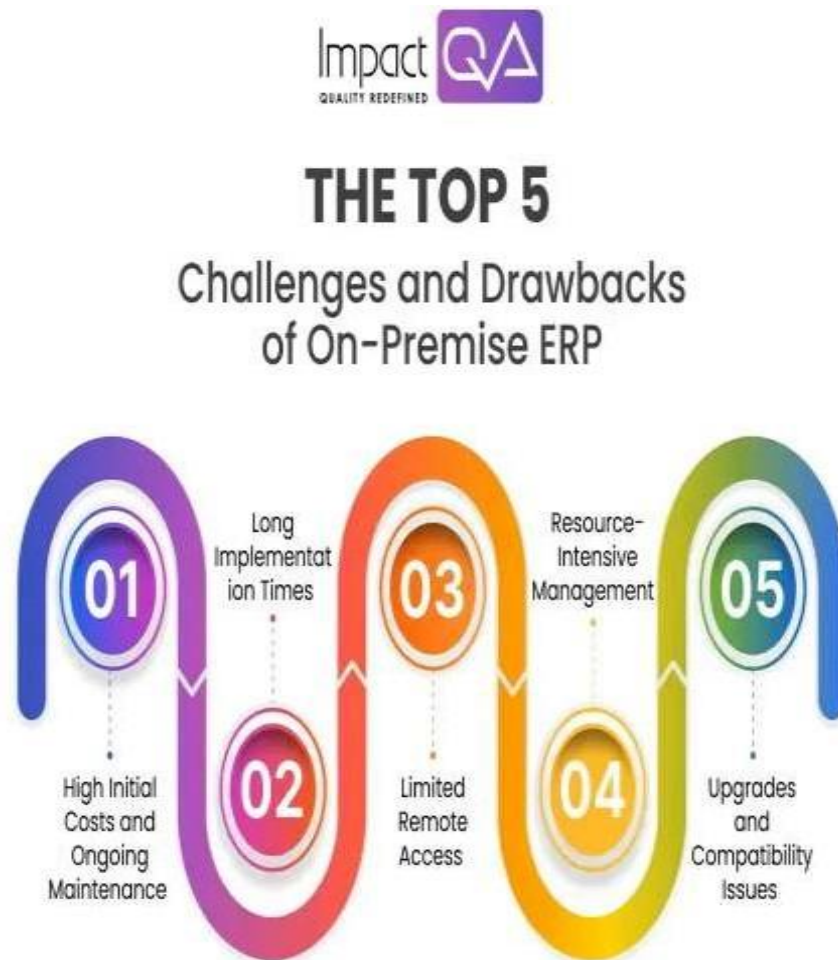 Impact QA
QUALITY REDEFINED
THE TOP 5
Challenges and Drawbacks
of On-Premise ERP
01
High Initial
Costs and
Ongoing
Maintenance
Long
Implementat
ion Times
02
03
Limited
Remote
Access
Resource-
Intensive
Management
04
05
Upgrades
and
Compatibility
Issues